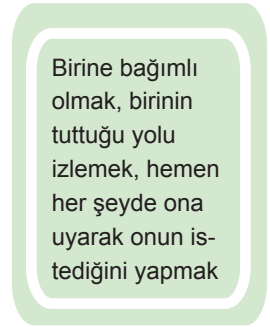 Birine bağımlı
olmak, birinin
tuttuğu yolu
izlemek, hemen
her şeyde ona
uyarak onun is-
tediğini yapmak